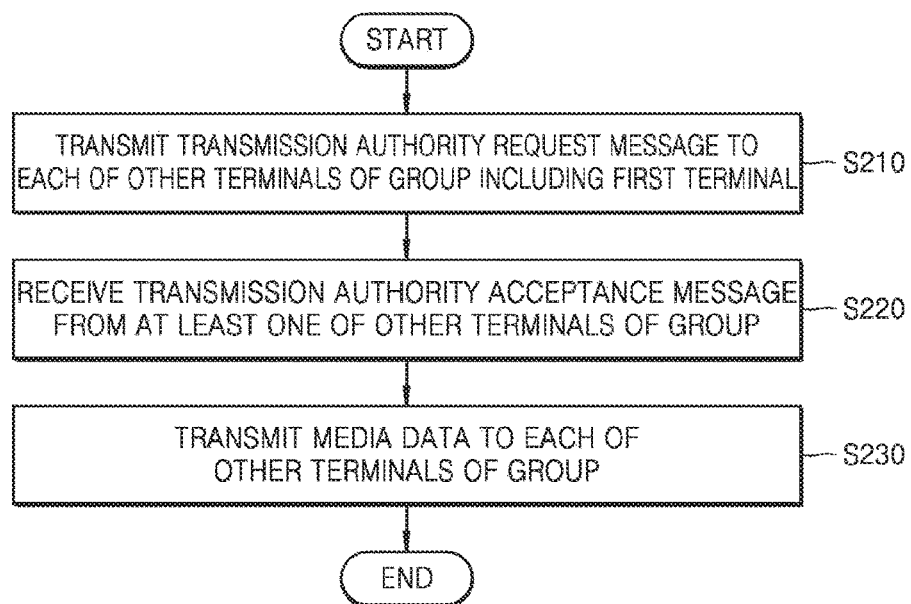 START
TRANSMIT TRANSMISSION AUTHORITY REQUEST MESSAGE TO
EACH OF OTHER TERMINALS OF GROUP INCLUDING FIRST TERMINAL
S210
RECEIVE TRANSMISSION AUTHORITY ACCEPTANCE MESSAGE
FROM AT LEAST ONE OF OTHER TERMINALS OF GROUP
S220
TRANSMIT MEDIA DATA TO EACH OF
OTHER TERMINALS OF GROUP
S230
END